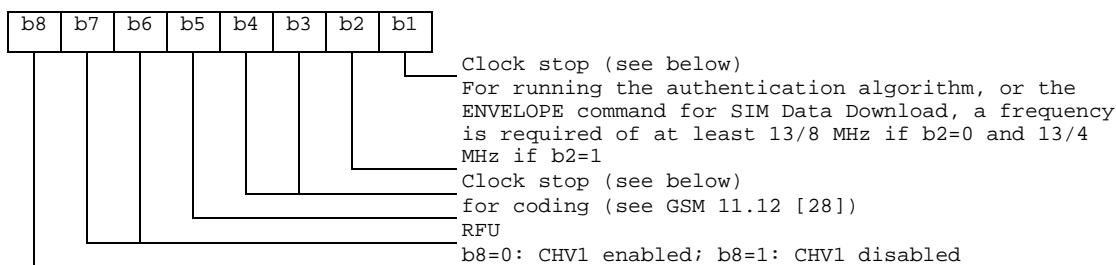 b8 b7 b6 b5 b4 b3 b2 b1
Clock stop (see below)
For running the authentication algorithm, or the
ENVELOPE command for SIM Data Download, a frequency
is required of at least 13/8 MHz if b2=0 and 13/4
MHz if b2=1
Clock stop (see below)
for coding (see GSM 11.12 [28])
RFU
b8=0: CHV1 enabled; b8=1: CHV1 disabled